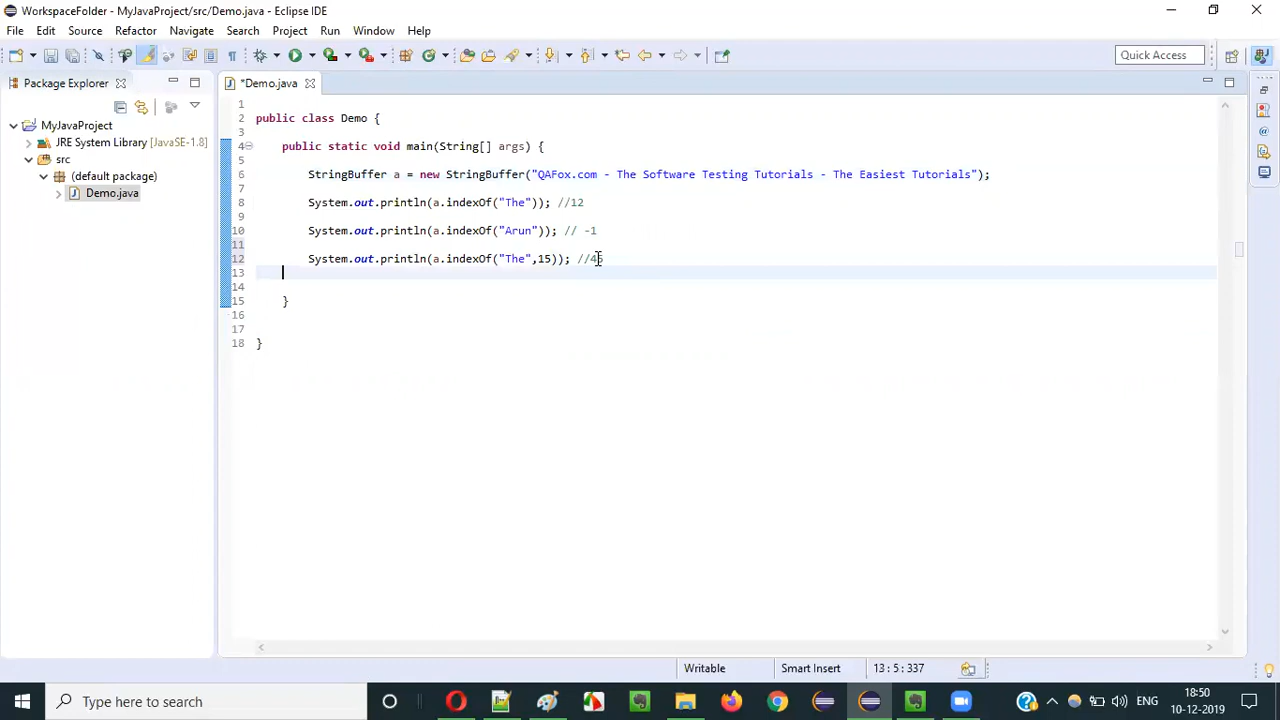 WorkspaceFolder - MyJavaProject/src/Demo.java - Eclipse IDE
File Edit Source Refactor Navigate Search Project Run Window Help
Quick Access
Package Explorer
*Demo.java
MyJavaProject
JRE System Library [JavaSE-1.8]
src
(default package)
Demo.java
1
2 public class Demo {
3
4 public static void main(String[] args) {
5
6 StringBuffer a = new StringBuffer("QAFox.com - The Software Testing Tutorials - The Easiest Tutorials");
7
8 System.out.println(a.indexOf("The")); //12
9
10 System.out.println(a.indexOf("Arun")); // -1
11
12 System.out.println(a.indexOf("The",15)); //45
13
14
15 }
16
17
18 }
Writable Smart Insert 13 : 5 : 337
Type here to search
ENG
18:50
10-12-2019